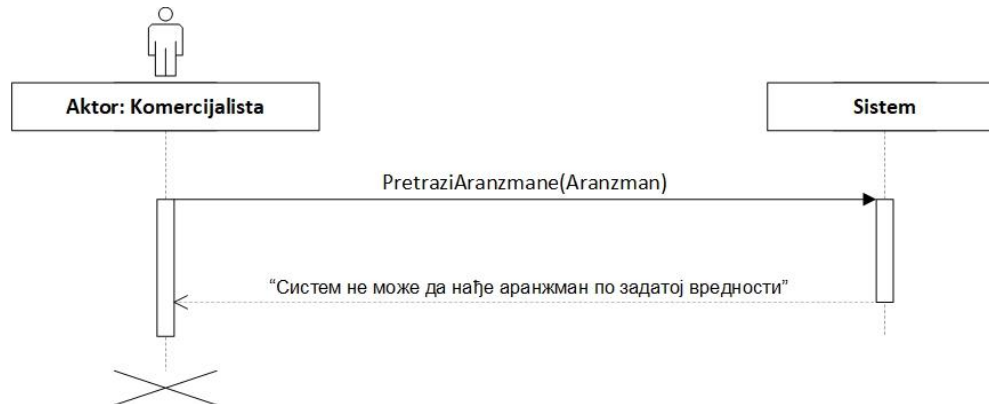 Aktor: Komercijalista
Sistem
PretraziAranzmane(Aranzman)
“Систем не може да нађе аранжман по задатој вредности”